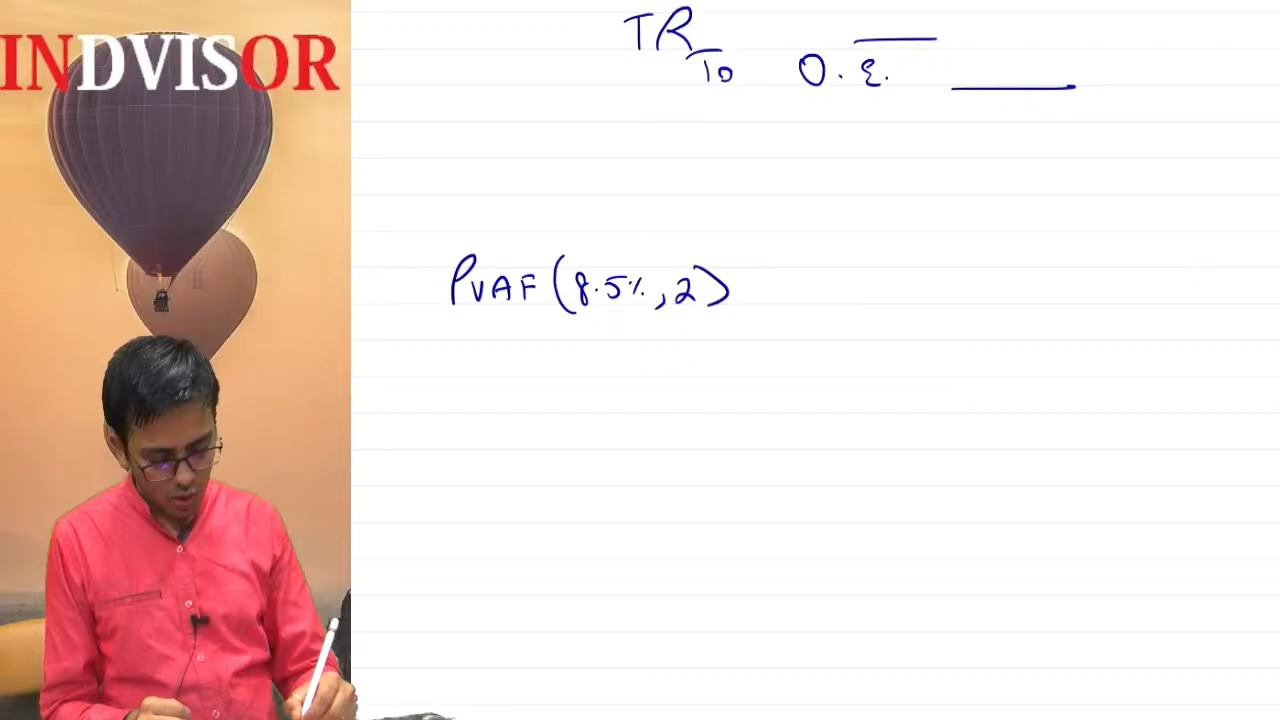 INDVISOR
TR
To O.E.
PVAF (8.5%, 2)